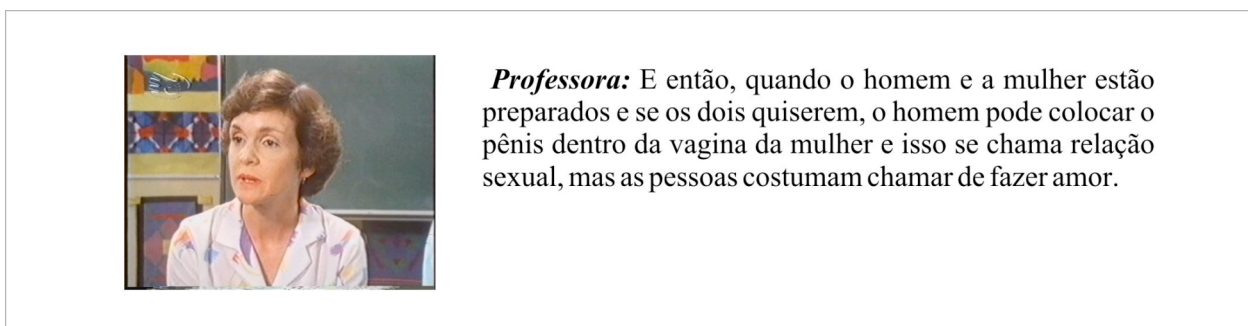 Professora: E então, quando o homem e a mulher estão
preparados e se os dois quiserem, o homem pode colocar o
pênis dentro da vagina da mulher e isso se chama relação
sexual, mas as pessoas costumam chamar de fazer amor.